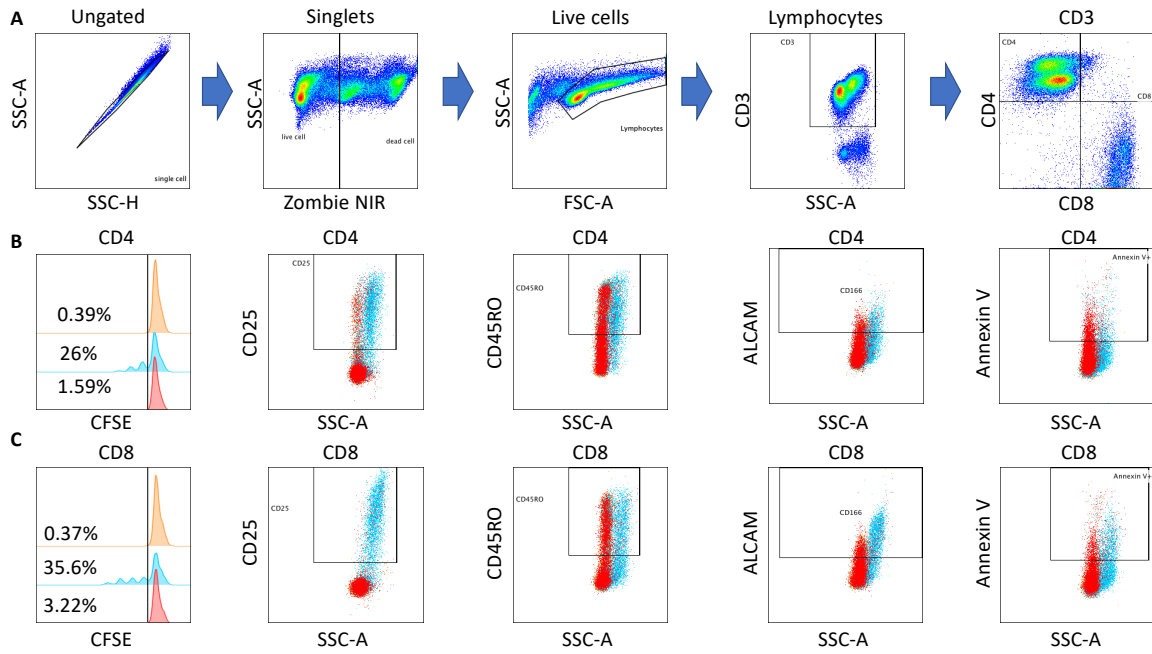 A
Ungated
Singlets
Live cells
Lymphocytes
CD3
SSC-A
single cell
SSC-H
SSC-A
live cell
dead cell
Zombie NIR
SSC-A
Lymphocytes
FSC-A
CD3
CD3
SSC-A
CD4
CD4
CD8
CD8
B
CD4
CD4
CD4
CD4
CD4
0.39%
26%
1.59%
CFSE
CD25
CD25
SSC-A
CD45RO
CD45RO
SSC-A
ALCAM
CD166
SSC-A
Annexin V
Annexin V+
SSC-A
C
CD8
CD8
CD8
CD8
CD8
0.37%
35.6%
3.22%
CFSE
CD25
CD25
SSC-A
CD45RO
CD45RO
SSC-A
ALCAM
CD166
SSC-A
Annexin V
Annexin V+
SSC-A